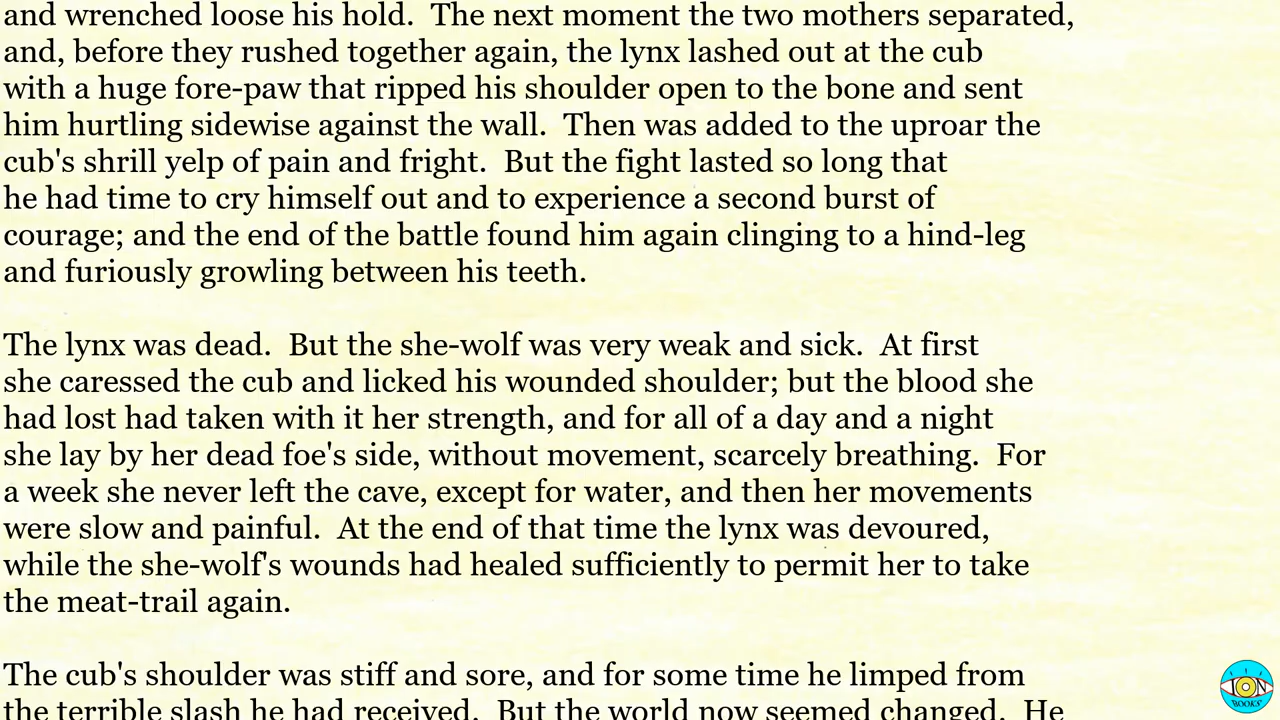 and wrenched loose his hold.  The next moment the two mothers separated,
and, before they rushed together again, the lynx lashed out at the cub
with a huge fore-paw that ripped his shoulder open to the bone and sent
him hurtling sidewise against the wall.  Then was added to the uproar the
cub's shrill yelp of pain and fright.  But the fight lasted so long that
he had time to cry himself out and to experience a second burst of
courage; and the end of the battle found him again clinging to a hind-leg
and furiously growling between his teeth.

The lynx was dead.  But the she-wolf was very weak and sick.  At first
she caressed the cub and licked his wounded shoulder; but the blood she
had lost had taken with it her strength, and for all of a day and a night
she lay by her dead foe's side, without movement, scarcely breathing.  For
a week she never left the cave, except for water, and then her movements
were slow and painful.  At the end of that time the lynx was devoured,
while the she-wolf's wounds had healed sufficiently to permit her to take
the meat-trail again.

The cub's shoulder was stiff and sore, and for some time he limped from
the terrible slash he had received.  But the world now seemed changed.  He
ION
BOOKS